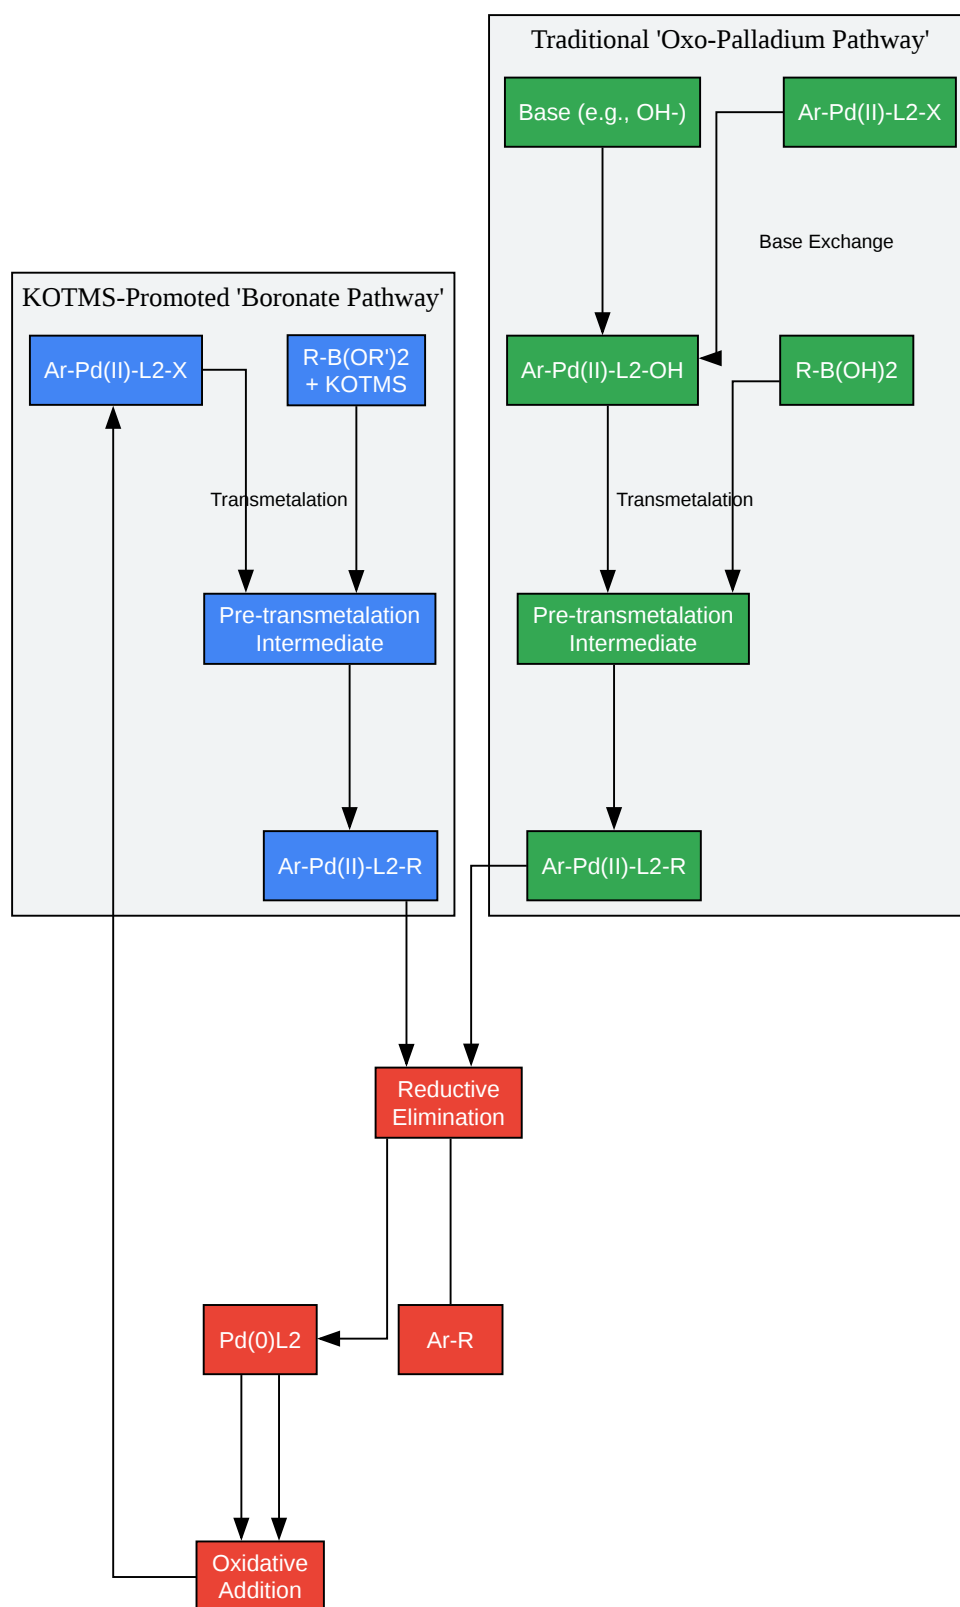 Traditional 'Oxo-Palladium Pathway'
Base (e.g., OH-)
Ar-Pd(II)-L2-X
Base Exchange
KOTMS-Promoted 'Boronate Pathway'
Ar-Pd(II)-L2-X
R-B(OR')2
+ KOTMS
Ar-Pd(II)-L2-OH
R-B(OH)2
Transmetalation
Transmetalation
Pre-transmetalation
Intermediate
Pre-transmetalation
Intermediate
Ar-Pd(II)-L2-R
Ar-Pd(II)-L2-R
Reductive
Elimination
Pd(0)L2
Ar-R
Oxidative
Addition